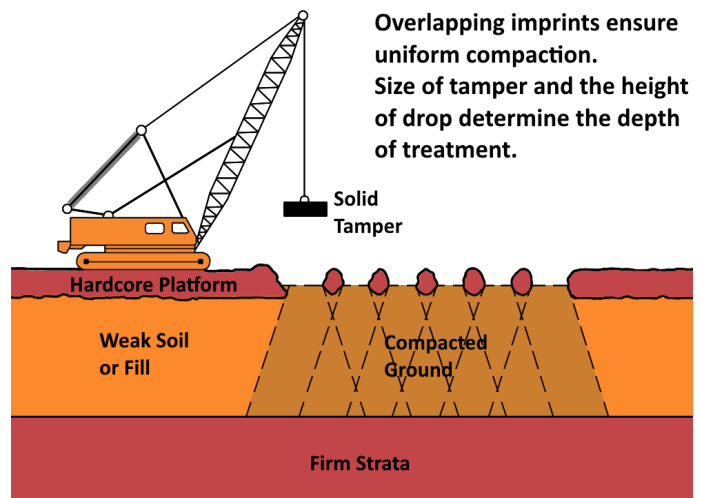 Overlapping imprints ensure
uniform compaction.
Size of tamper and the height
of drop determine the depth
of treatment.
Solid
Tamper
Hardcore Platform
Weak Soil
or Fill
Compacted
Ground
Firm Strata